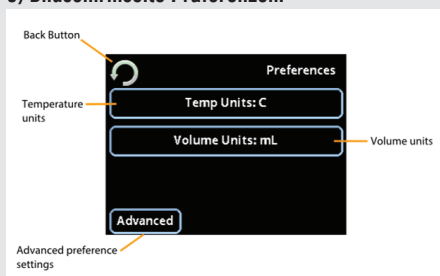 Back Button
Preferences
Temperature
units
Temp Units: C
Volume Units: mL
Volume units
Advanced
Advanced preference
settings